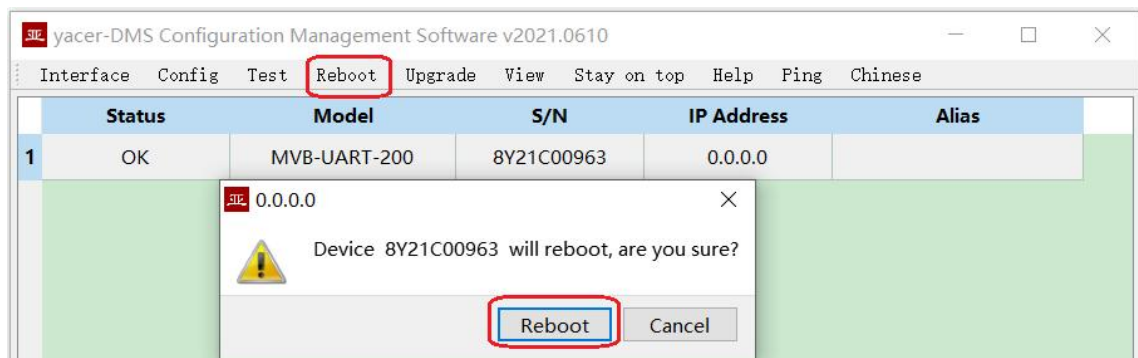 yacer-DMS Configuration Management Software v2021.0610
Interface Config Test Reboot Upgrade View Stay on top Help Ping Chinese
Status Model S/N IP Address Alias
1 OK MVB-UART-200 8Y21C00963 0.0.0.0
0.0.0.0
Device 8Y21C00963 will reboot, are you sure?
Reboot Cancel